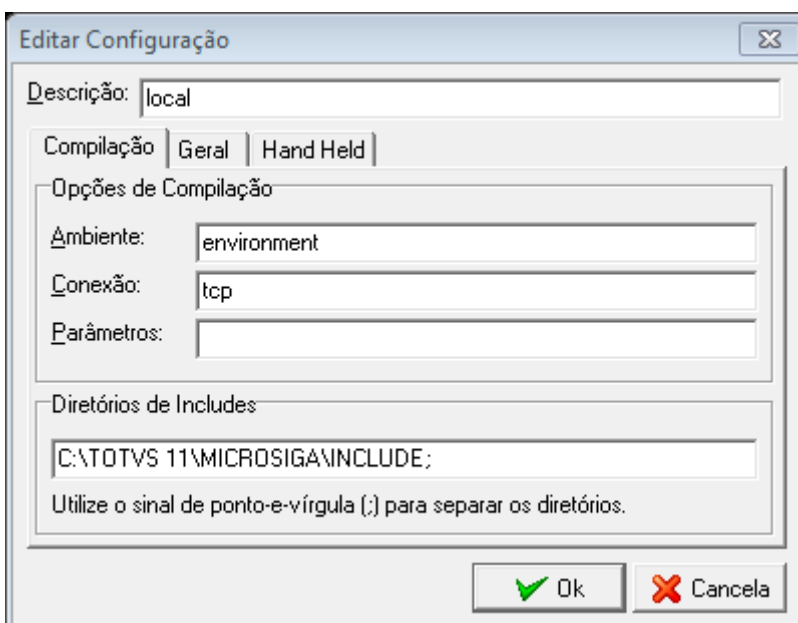 Editar Configuração
Descrição: local
Compilação Geral Hand Held
Opções de Compilação
Ambiente: environment
Conexão: tcp
Parâmetros:
Diretórios de Includes
C:\TOTVS 11\MICROSIGA\INCLUDE;
Utilize o sinal de ponto-e-vírgula (;) para separar os diretórios.
Ok Cancela